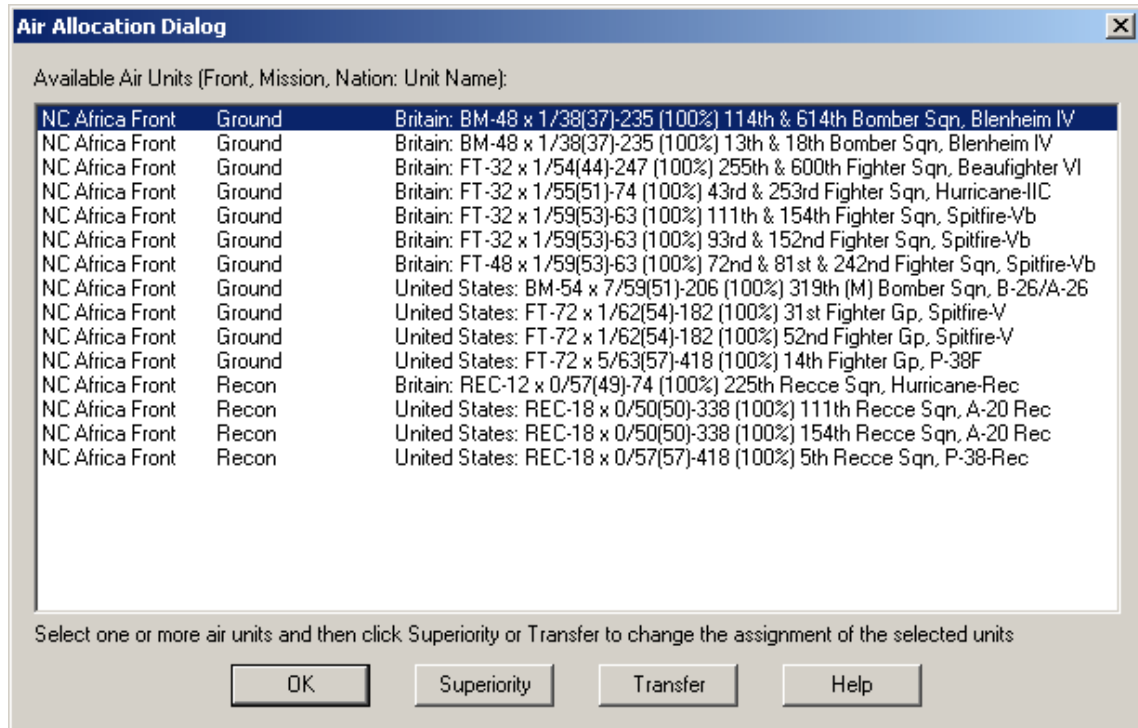 Air Allocation Dialog
Available Air Units (Front, Mission, Nation: Unit Name):
NC Africa Front Ground Britain: BM-48 x 1/38(37)-235 (100%) 114th & 614th Bomber Sqn, Blenheim IV
NC Africa Front Ground Britain: BM-48 x 1/38(37)-235 (100%) 13th & 18th Bomber Sqn, Blenheim IV
NC Africa Front Ground Britain: FT-32 x 1/54(44)-247 (100%) 255th & 600th Fighter Sqn, Beaufighter VI
NC Africa Front Ground Britain: FT-32 x 1/55(51)-74 (100%) 43rd & 253rd Fighter Sqn, Hurricane-IIC
NC Africa Front Ground Britain: FT-32 x 1/59(53)-63 (100%) 111th & 154th Fighter Sqn, Spitfire-Vb
NC Africa Front Ground Britain: FT-32 x 1/59(53)-63 (100%) 93rd & 152nd Fighter Sqn, Spitfire-Vb
NC Africa Front Ground Britain: FT-48 x 1/59(53)-63 (100%) 72nd & 81st & 242nd Fighter Sqn, Spitfire-Vb
NC Africa Front Ground United States: BM-54 x 7/59(51)-206 (100%) 319th (M) Bomber Sqn, B-26/A-26
NC Africa Front Ground United States: FT-72 x 1/62(54)-182 (100%) 31st Fighter Gp, Spitfire-V
NC Africa Front Ground United States: FT-72 x 1/62(54)-182 (100%) 52nd Fighter Gp, Spitfire-V
NC Africa Front Ground United States: FT-72 x 5/63(57)-418 (100%) 14th Fighter Gp, P-38F
NC Africa Front Recon Britain: REC-12 x 0/57(49)-74 (100%) 225th Recce Sqn, Hurricane-Rec
NC Africa Front Recon United States: REC-18 x 0/50(50)-338 (100%) 111th Recce Sqn, A-20 Rec
NC Africa Front Recon United States: REC-18 x 0/50(50)-338 (100%) 154th Recce Sqn, A-20 Rec
NC Africa Front Recon United States: REC-18 x 0/57(57)-418 (100%) 5th Recce Sqn, P-38-Rec
Select one or more air units and then click Superiority or Transfer to change the assignment of the selected units
OK Superiority Transfer Help